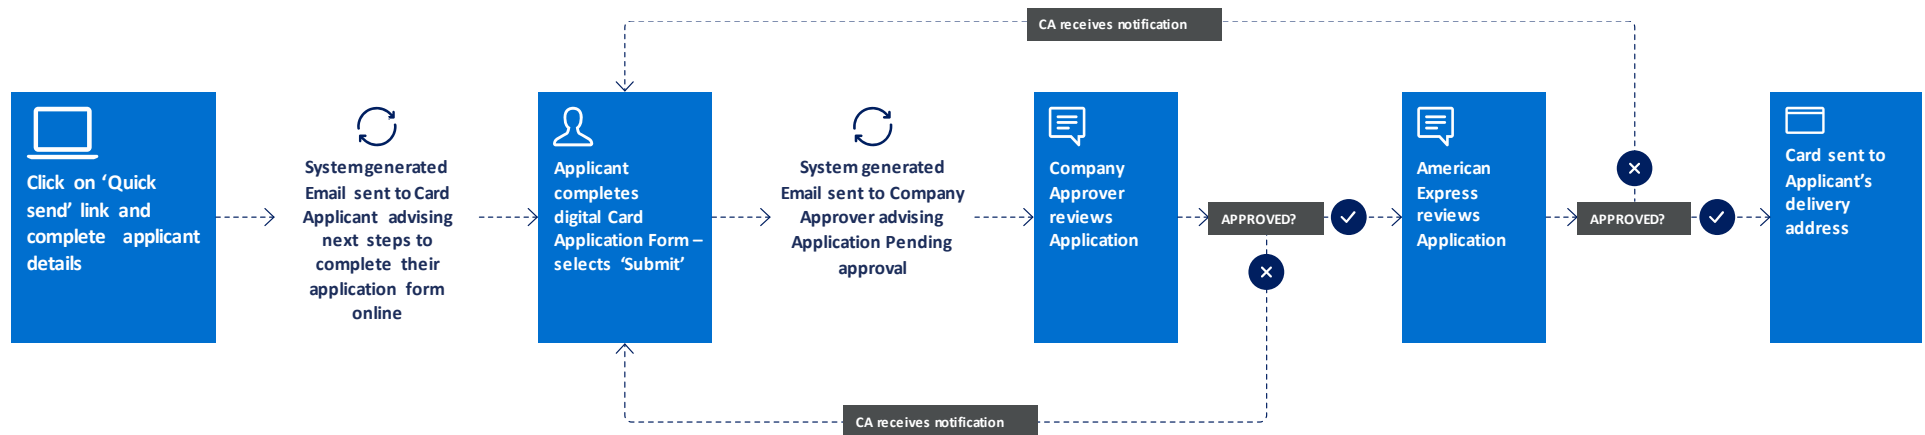 CA receives notification
Click on ‘Quick
send’ link and
complete applicant
details
System generated
Email sent to Card
Applicant advising
next steps to
complete their
application form
online
Applicant
completes
digital Card
Application Form –
selects ‘Submit’
System generated
Email sent to Company
Approver advising
Application Pending
approval
Company
Approver
reviews
Application
APPROVED?
American
Express
reviews
Application
APPROVED?
Card sent to
Applicant’s
delivery
address
CA receives notification